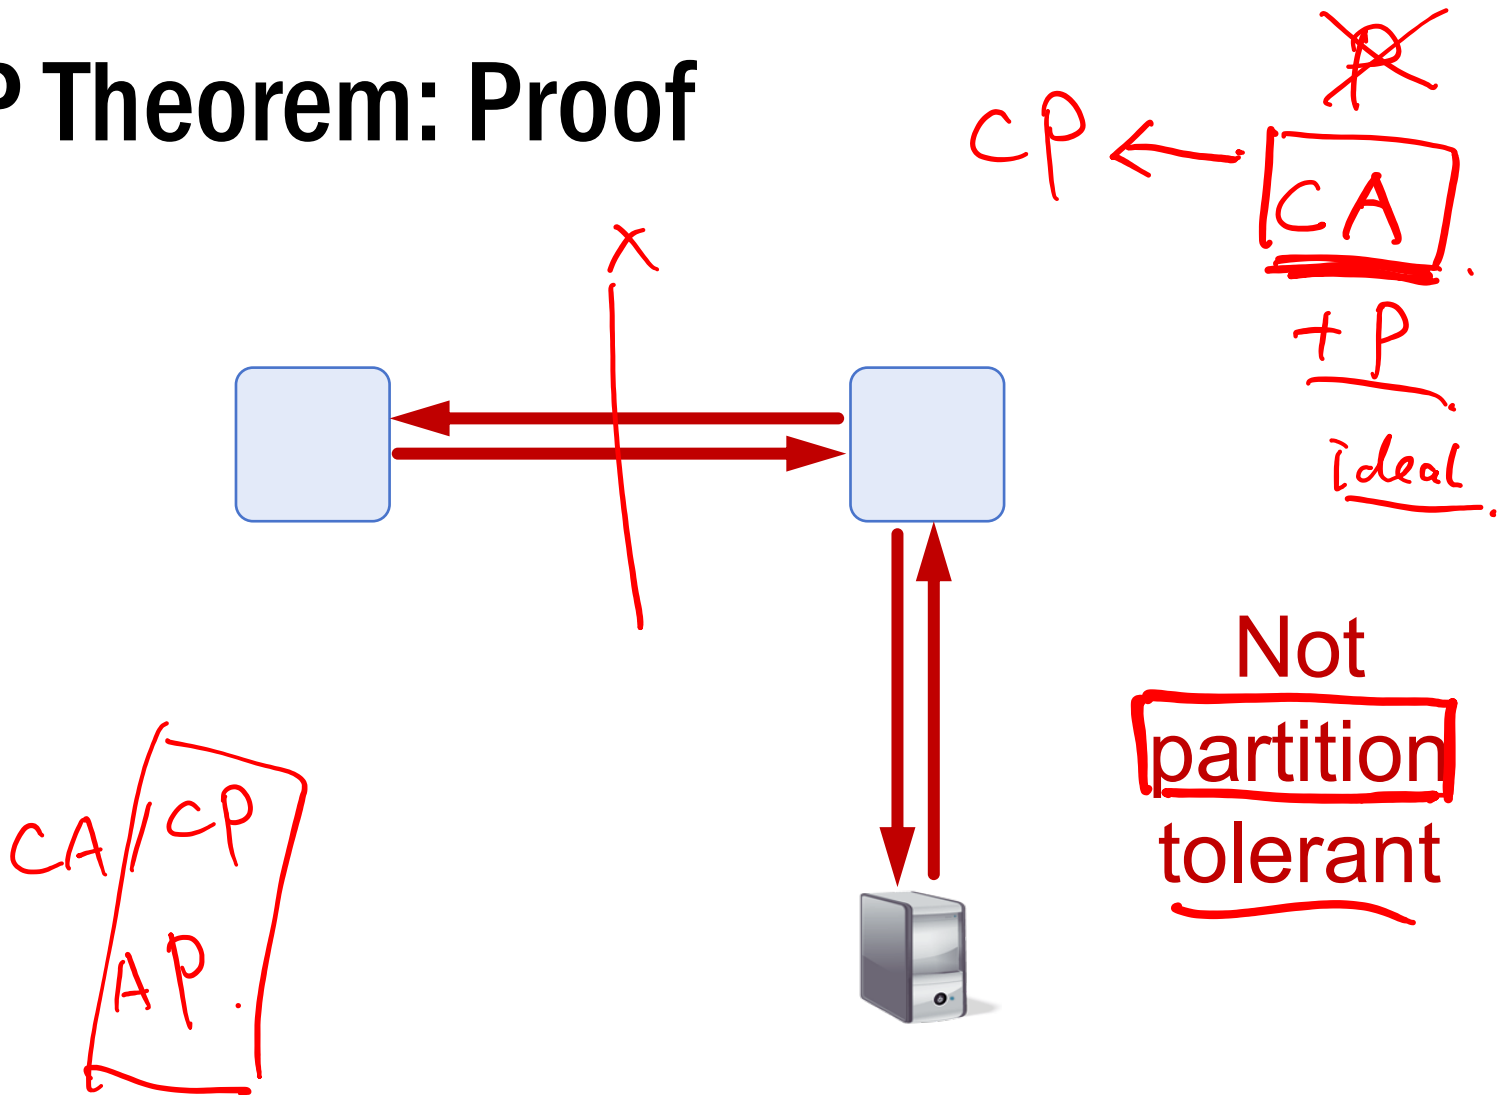 P Theorem: Proof
P
CP ← CA
+ P
ideal
X
Not
partition
tolerant
CA / CP
AP.